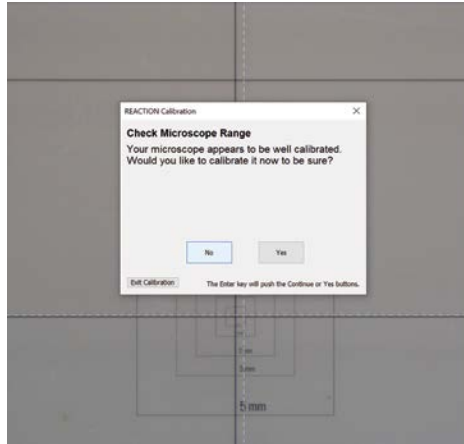 REACTION Calibration
Check Microscope Range
Your microscope appears to be well calibrated.
Would you like to calibrate it now to be sure?
No
Yes
Exit Calibration
The Enter key will push the Continue or Yes buttons.
3 mm
5 mm